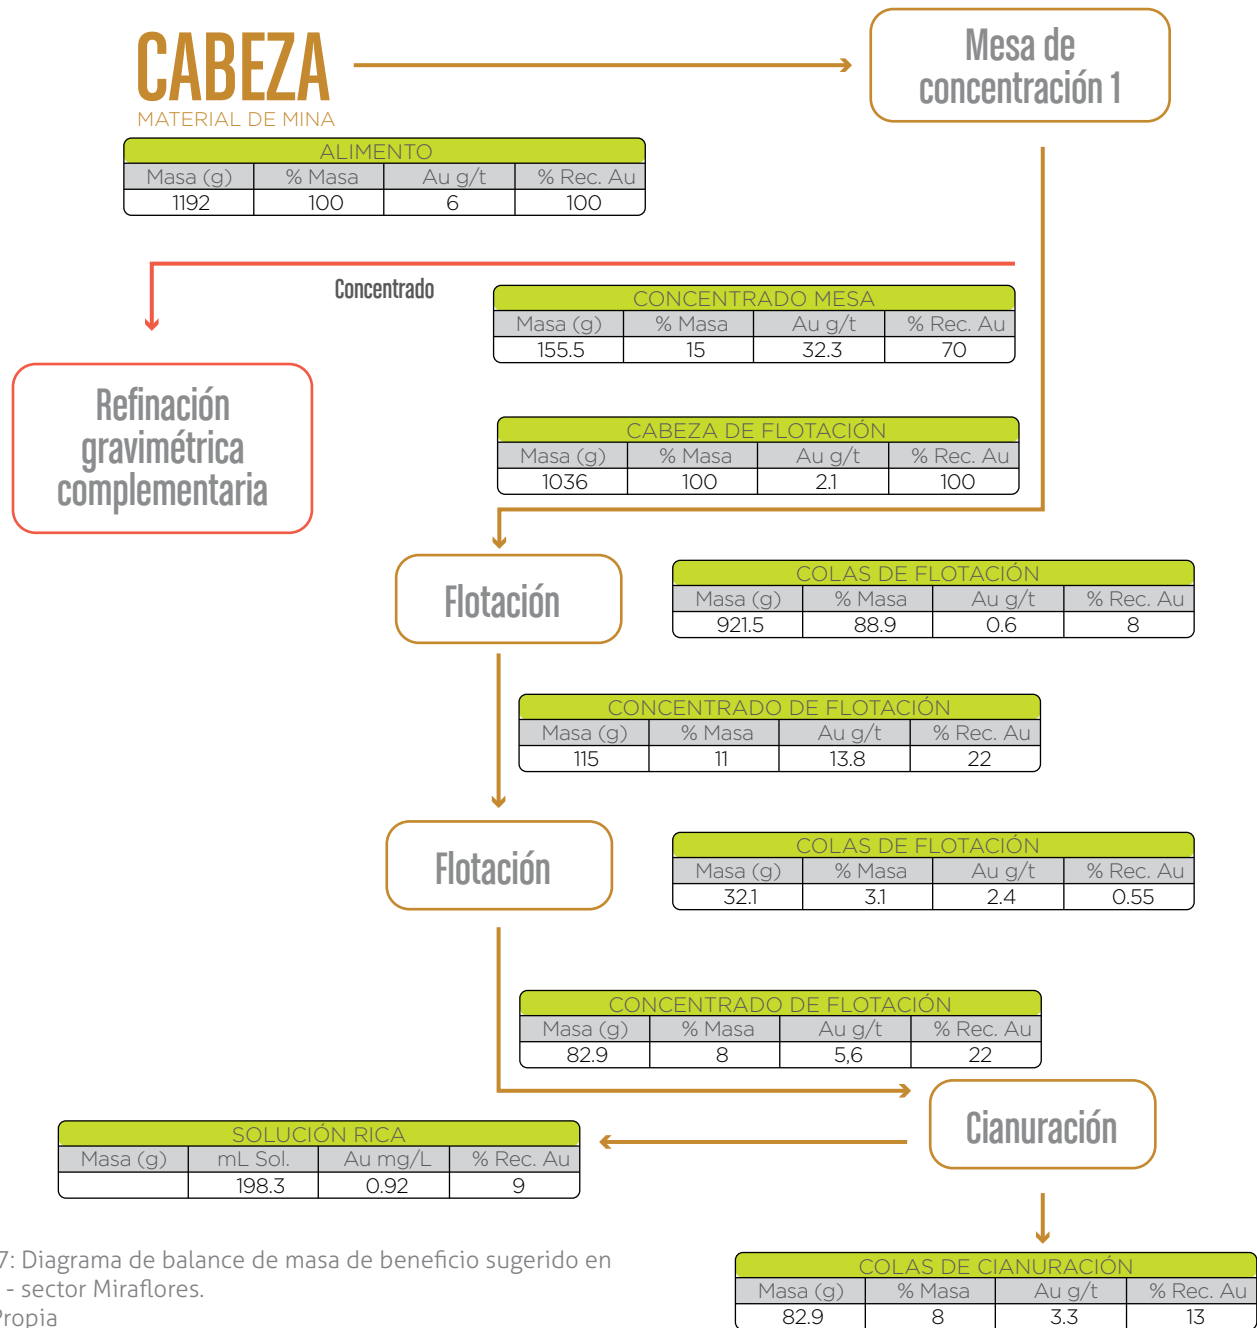 CABEZA
MATERIAL DE MINA
Mesa de
concentración 1
ALIMENTO
Masa (g) % Masa Au g/t % Rec. Au
1192 100 6 100
Concentrado
CONCENTRADO MESA
Masa (g) % Masa Au g/t % Rec. Au
155.5 15 32.3 70
Refinación
gravimétrica
complementaria
CABEZA DE FLOTACIÓN
Masa (g) % Masa Au g/t % Rec. Au
1036 100 2.1 100
Flotación
COLAS DE FLOTACIÓN
Masa (g) % Masa Au g/t % Rec. Au
921.5 88.9 0.6 8
CONCENTRADO DE FLOTACIÓN
Masa (g) % Masa Au g/t % Rec. Au
115 11 13.8 22
Flotación
COLAS DE FLOTACIÓN
Masa (g) % Masa Au g/t % Rec. Au
32.1 3.1 2.4 0.55
CONCENTRADO DE FLOTACIÓN
Masa (g) % Masa Au g/t % Rec. Au
82.9 8 5,6 22
Cianuración
SOLUCIÓN RICA
Masa (g) mL Sol. Au mg/L % Rec. Au
198.3 0.92 9
7: Diagrama de balance de masa de beneficio sugerido en
- sector Miraflores.
Propia
COLAS DE CIANURACIÓN
Masa (g) % Masa Au g/t % Rec. Au
82.9 8 3.3 13